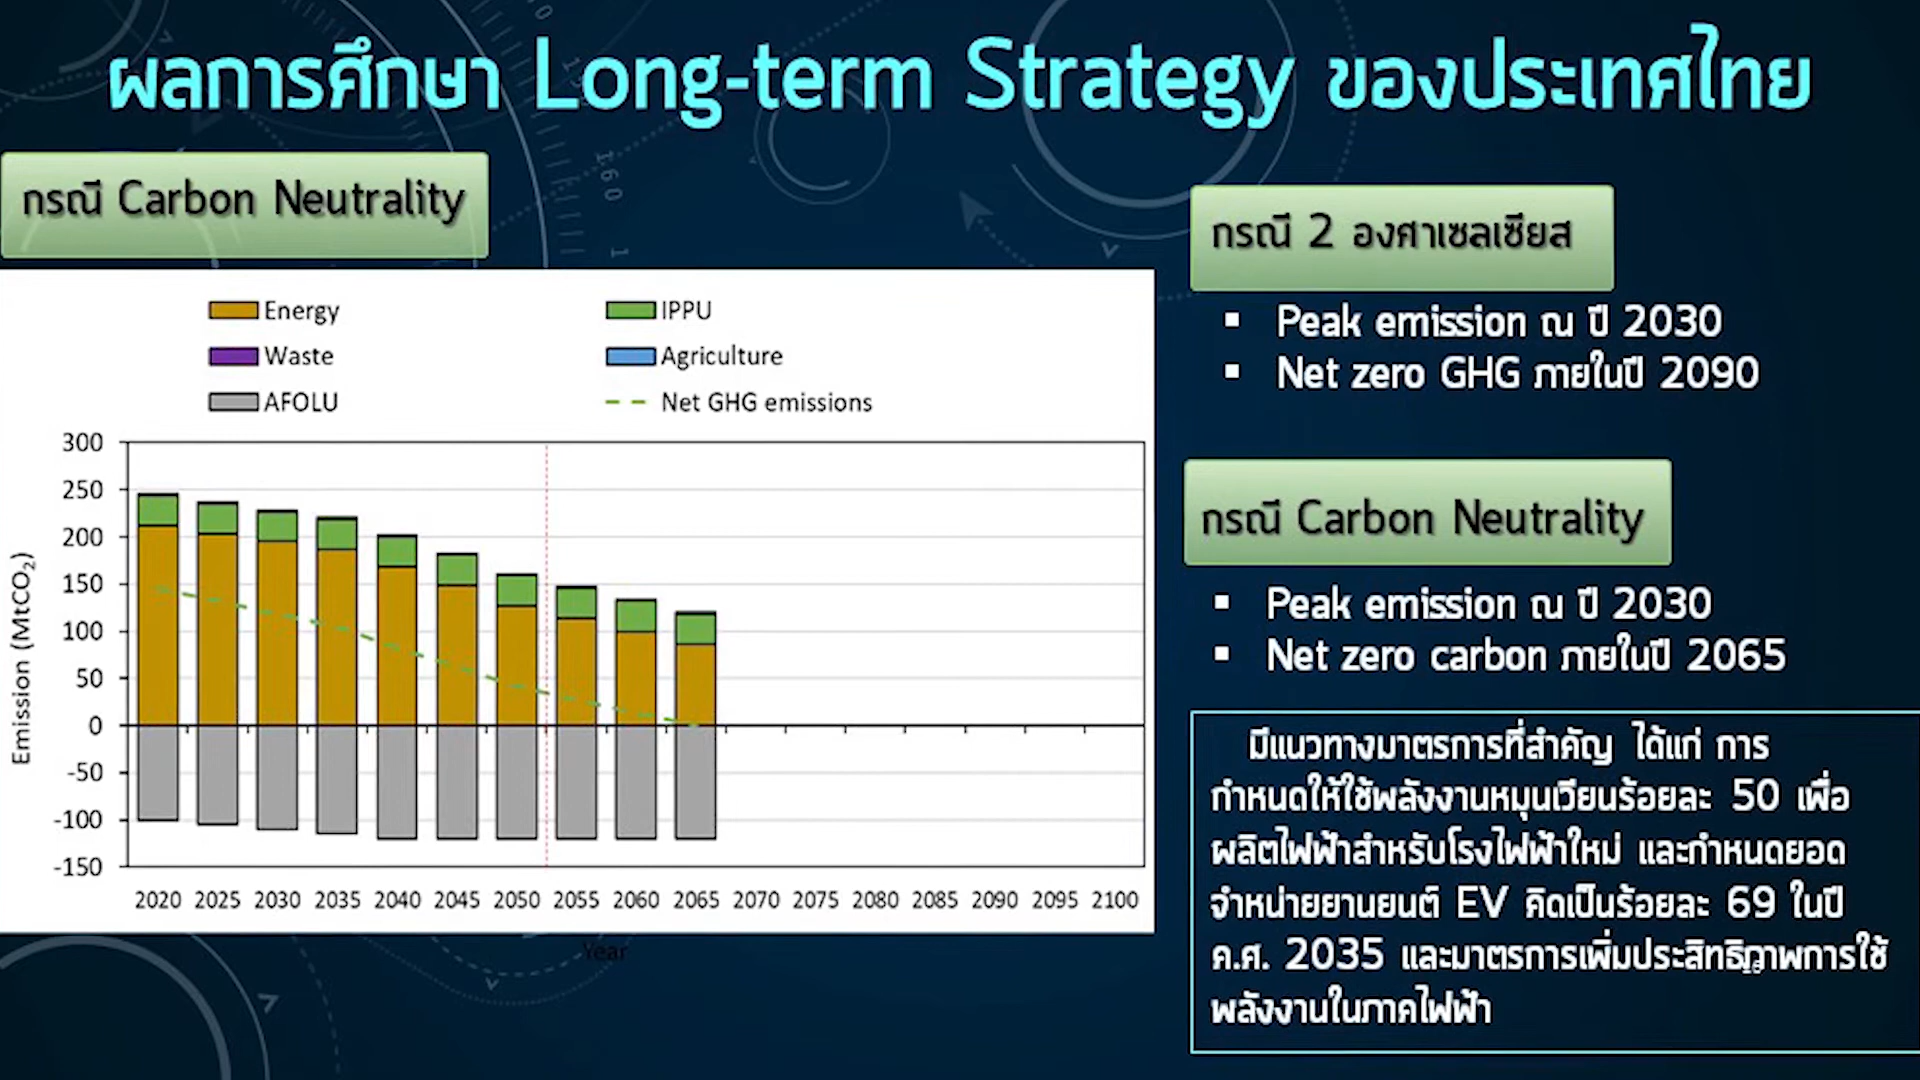 ผลการศึกษา Long-term Strategy ของประเทศไทย
กรณี Carbon Neutrality
Energy
IPPU
Waste
Agriculture
AFOLU
Net GHG emissions
Emission (MtCO₂)
300
250
200
150
100
50
0
-50
-100
-150
2020 2025 2030 2035 2040 2045 2050 2055 2060 2065 2070 2075 2080 2085 2090 2095 2100
Year
กรณี 2 องศาเซลเซียส
▪ Peak emission ณ ปี 2030
▪ Net zero GHG ภายในปี 2090
กรณี Carbon Neutrality
▪ Peak emission ณ ปี 2030
▪ Net zero carbon ภายในปี 2065
มีแนวทางมาตรการที่สำคัญ ได้แก่ การ
กำหนดให้ใช้พลังงานหมุนเวียนร้อยละ 50 เพื่อ
ผลิตไฟฟ้าสำหรับโรงไฟฟ้าใหม่ และกำหนดยอด
จำหน่ายยานยนต์ EV คิดเป็นร้อยละ 69 ในปี
ค.ศ. 2035 และมาตรการเพิ่มประสิทธิภาพการใช้
พลังงานในภาคไฟฟ้า